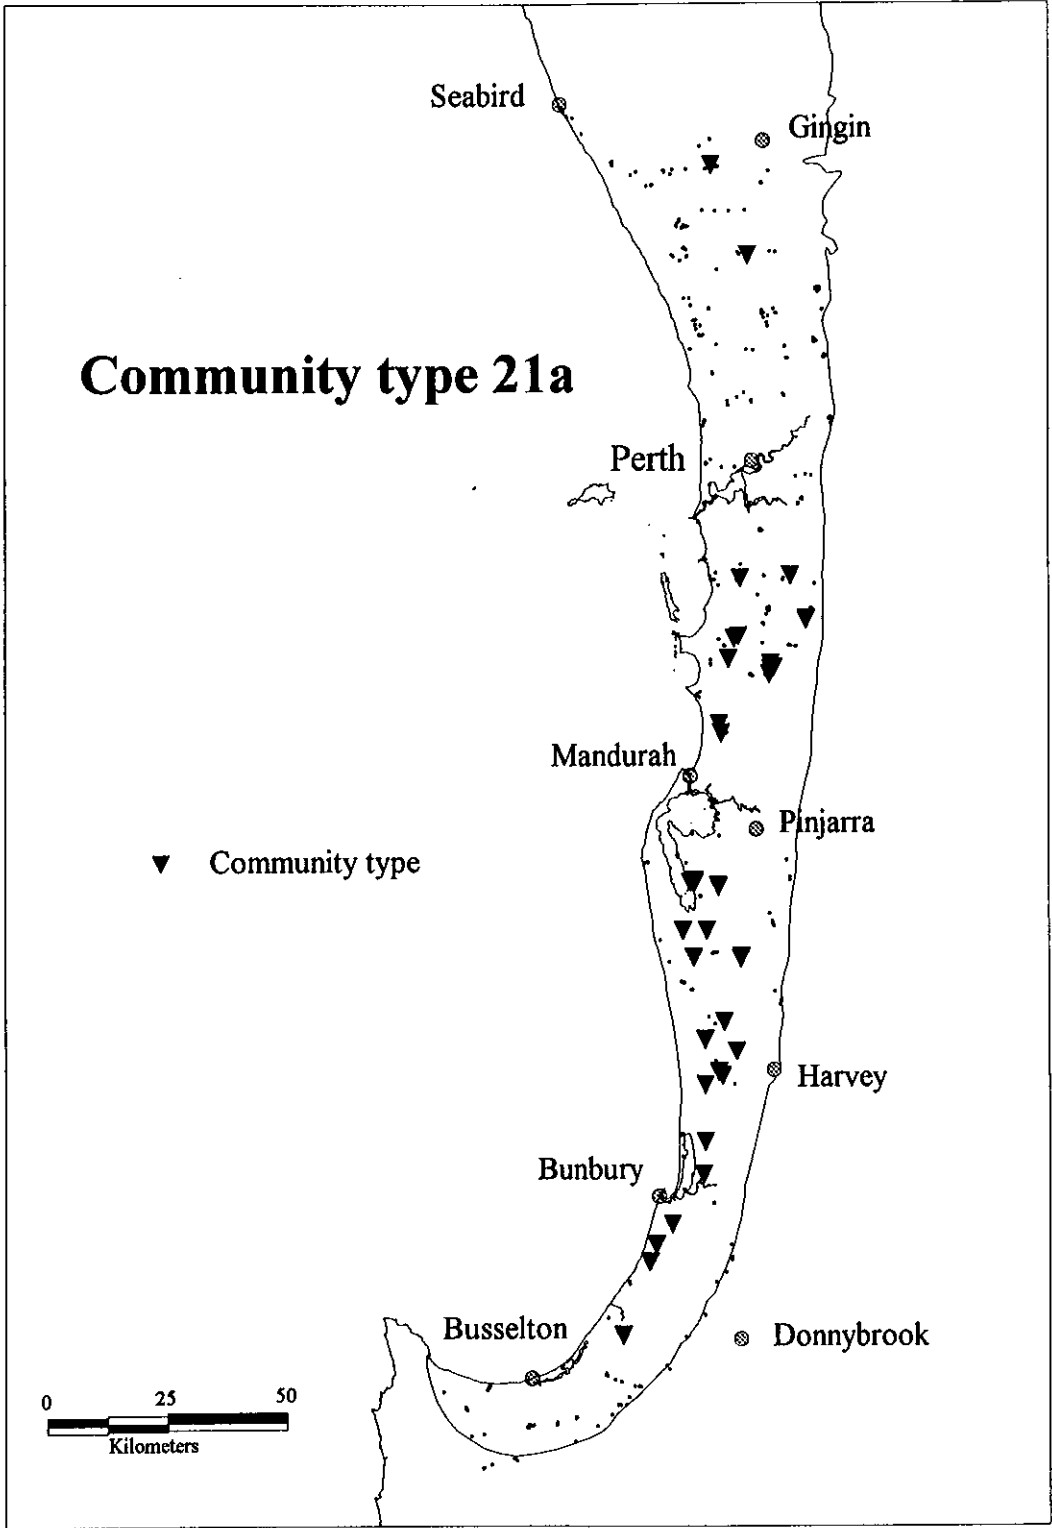 Seabird
Gingin
Community type 21a
Perth
Mandurah
Pinjarra
Community type
Harvey
Bunbury
Busselton
Donnybrook
0 25 50
Kilometers